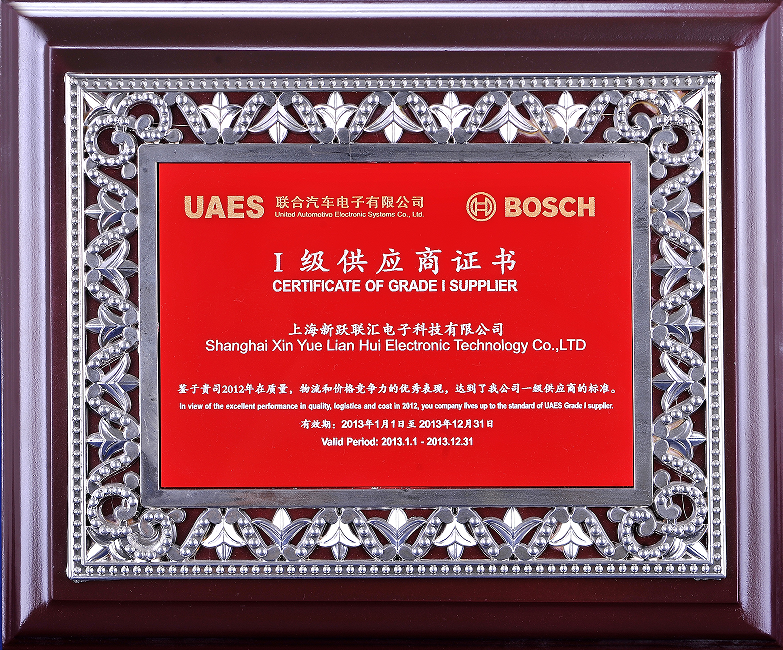 UAES 联合汽车电子有限公司 BOSCH
United Automotive Electronic Systems Co., Ltd.
I 级供应商证书
CERTIFICATE OF GRADE I SUPPLIER
上海新跃联汇电子科技有限公司
Shanghai Xin Yue Lian Hui Electronic Technology Co.,LTD
鉴于贵司2012年在质量，物流和价格竞争力的优秀表现，达到了我公司一级供应商的标准。
In view of the excellent performance in quality, logistics and cost in 2012, you company lives up to the standard of UAES Grade I supplier.
有效期：2013年1月1日至2013年12月31日
Valid Period: 2013.1.1 - 2013.12.31